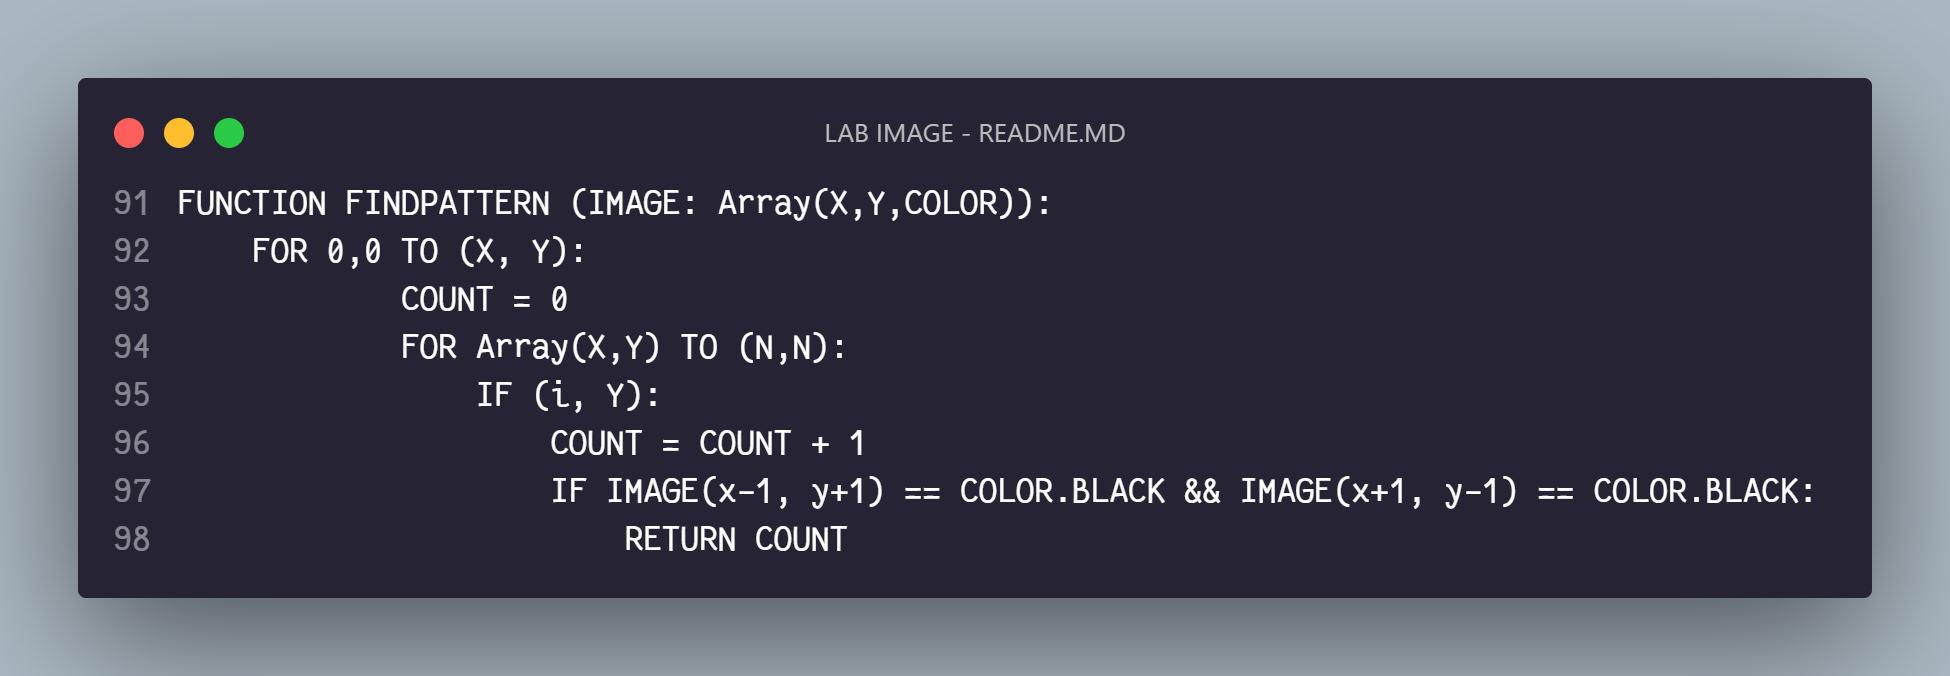 LAB IMAGE - README.MD
91 FUNCTION FINDPATTERN (IMAGE: Array(X,Y,COLOR)):
92 FOR 0,0 TO (X, Y):
93 COUNT = 0
94 FOR Array(X,Y) TO (N,N):
95 IF (i, Y):
96 COUNT = COUNT + 1
97 IF IMAGE(x-1, y+1) == COLOR.BLACK && IMAGE(x+1, y-1) == COLOR.BLACK:
98 RETURN COUNT